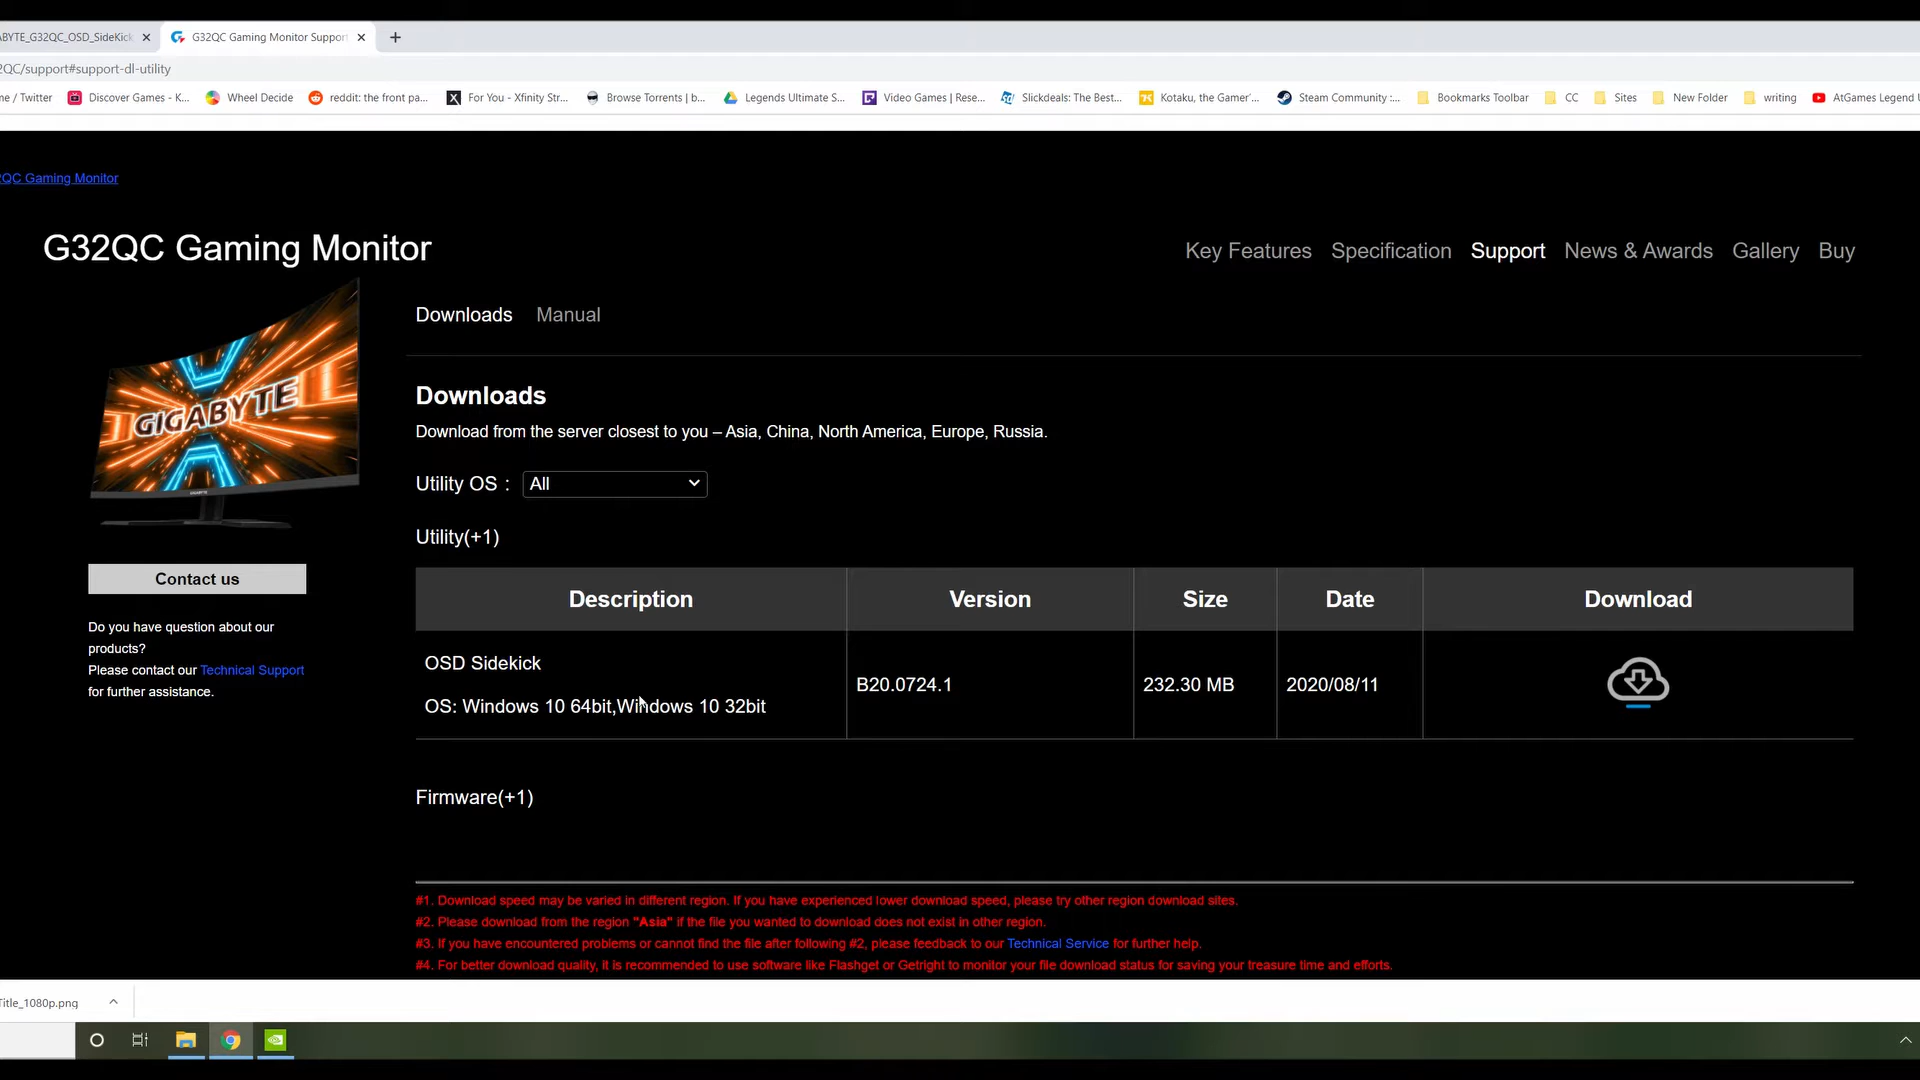 ABYTE_G32QC_OSD_SideKick
G32QC Gaming Monitor Support
2QC/support#support-dl-utility
me / Twitter Discover Games - K... Wheel Decide reddit: the front pa... For You - Xfinity Str... Browse Torrents | b... Legends Ultimate S... Video Games | Rese... Slickdeals: The Best... Kotaku, the Gamer'... Steam Community :... Bookmarks Toolbar CC Sites New Folder writing AtGames Legend U
2QC Gaming Monitor
G32QC Gaming Monitor
Key Features Specification Support News & Awards Gallery Buy
Downloads Manual
GIGABYTE
Downloads
Download from the server closest to you – Asia, China, North America, Europe, Russia.
Utility OS : All
Utility(+1)
Contact us
Do you have question about our
products?
Please contact our Technical Support
for further assistance.
Description Version Size Date Download
OSD Sidekick
OS: Windows 10 64bit,Windows 10 32bit
B20.0724.1 232.30 MB 2020/08/11
Firmware(+1)
#1. Download speed may be varied in different region. If you have experienced lower download speed, please try other region download sites.
#2. Please download from the region "Asia" if the file you wanted to download does not exist in other region.
#3. If you have encountered problems or cannot find the file after following #2, please feedback to our Technical Service for further help.
#4. For better download quality, it is recommended to use software like Flashget or Getright to monitor your file download status for saving your treasure time and efforts.
Title_1080p.png